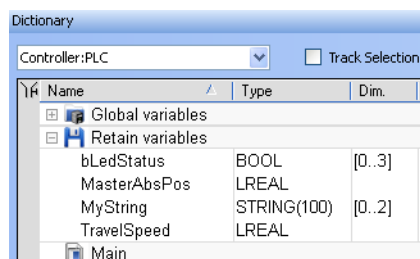 Dictionary
Controller:PLC Track Selection
Name Type Dim.
Global variables
Retain variables
bLedStatus BOOL [0..3]
MasterAbsPos LREAL
MyString STRING(100) [0..2]
TravelSpeed LREAL
Main